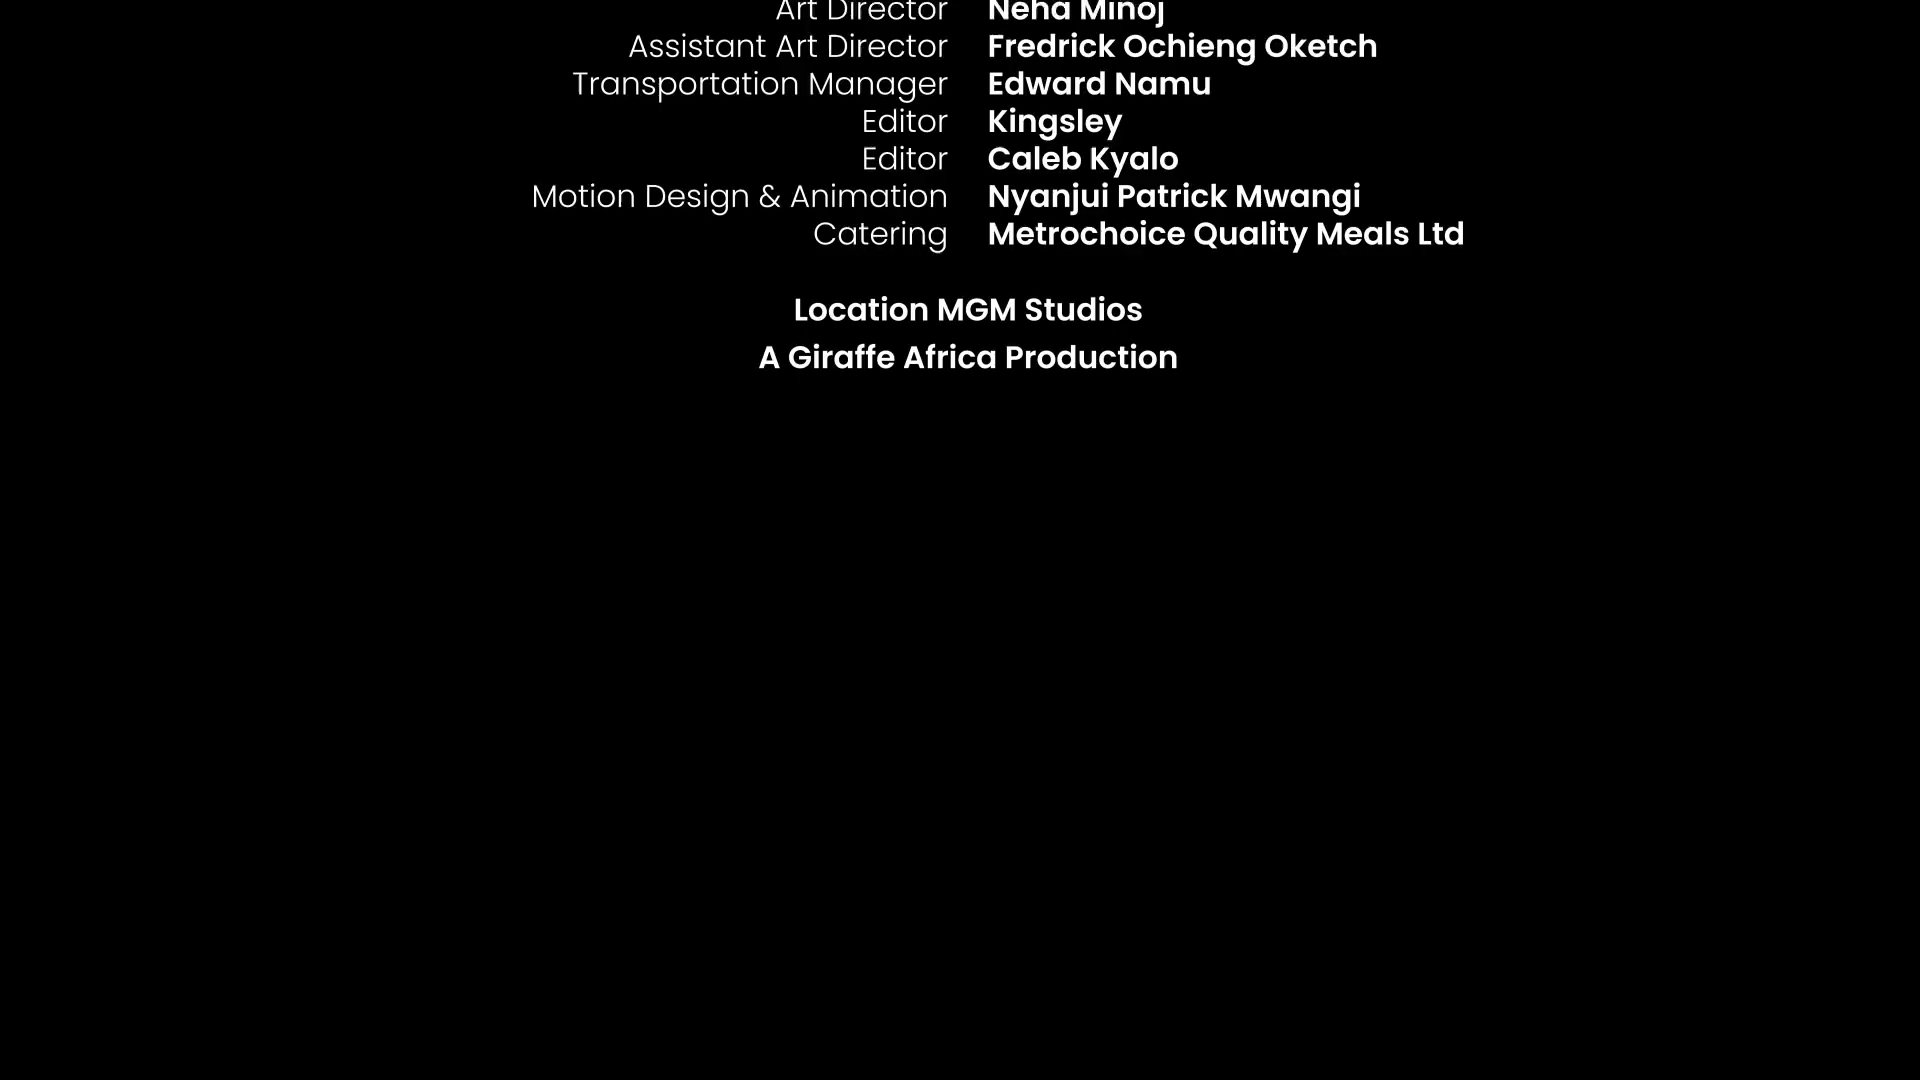 Art Director Neha Minoj
Assistant Art Director Fredrick Ochieng Oketch
Transportation Manager Edward Namu
Editor Kingsley
Editor Caleb Kyalo
Motion Design & Animation Nyanjui Patrick Mwangi
Catering Metrochoice Quality Meals Ltd
Location MGM Studios
A Giraffe Africa Production